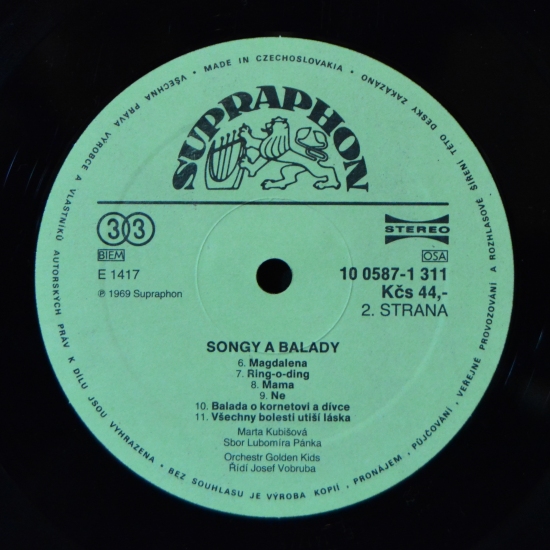 MADE IN CZECHOSLOVAKIA • VŠECHNA PRÁVA VÝROBCE A VLASTNÍKŮ AUTORSKÝCH PRÁV K DÍLU JSOU VYHRAZENA • BEZ SOUHLASU JE VÝROBA KOPIÍ • PRONÁJEM • PŮJČOVÁNÍ • VEŘEJNÉ PROVOZOVÁNÍ A ROZHLASOVÉ ŠÍŘENÍ TÉTO DESKY ZAKÁZÁNO
SUPRAPHON
33
STEREO
BIEM
OSA
E 1417
10 0587-1 311
℗ 1969 Supraphon
Kčs 44,-
2. STRANA
SONGY A BALADY
6. Magdalena
7. Ring-o-ding
8. Mama
9. Ne
10. Balada o kornetovi a dívce
11. Všechny bolesti utiší láska
Marta Kubišová
Sbor Lubomíra Pánka
Orchestr Golden Kids
Řídí Josef Vobruba